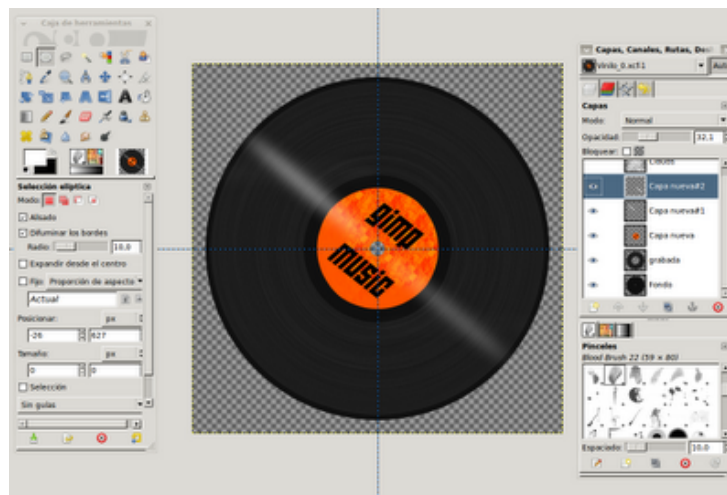 Caja de herramientas
Selección elíptica
Modo:
Alisado
Difuminar los bordes
Radio:
10,0
Expandir desde el centro
Fijo:
Proporción de aspecto
Actual
Posicionar:
px
-26
627
Tamaño:
px
0
0
Selección
Sin guías
gimp
music
Capas, Canales, Rutas, Des
Vinilo_0.xcf-1
Aut
Capas
Modo:
Normal
Opacidad:
32,1
Bloquear:
Capa nueva#2
Capa nueva#1
Capa nueva
grabada
Fondo
Pinceles
Blood Brush 22 (59 × 80)
Espaciado:
10,0